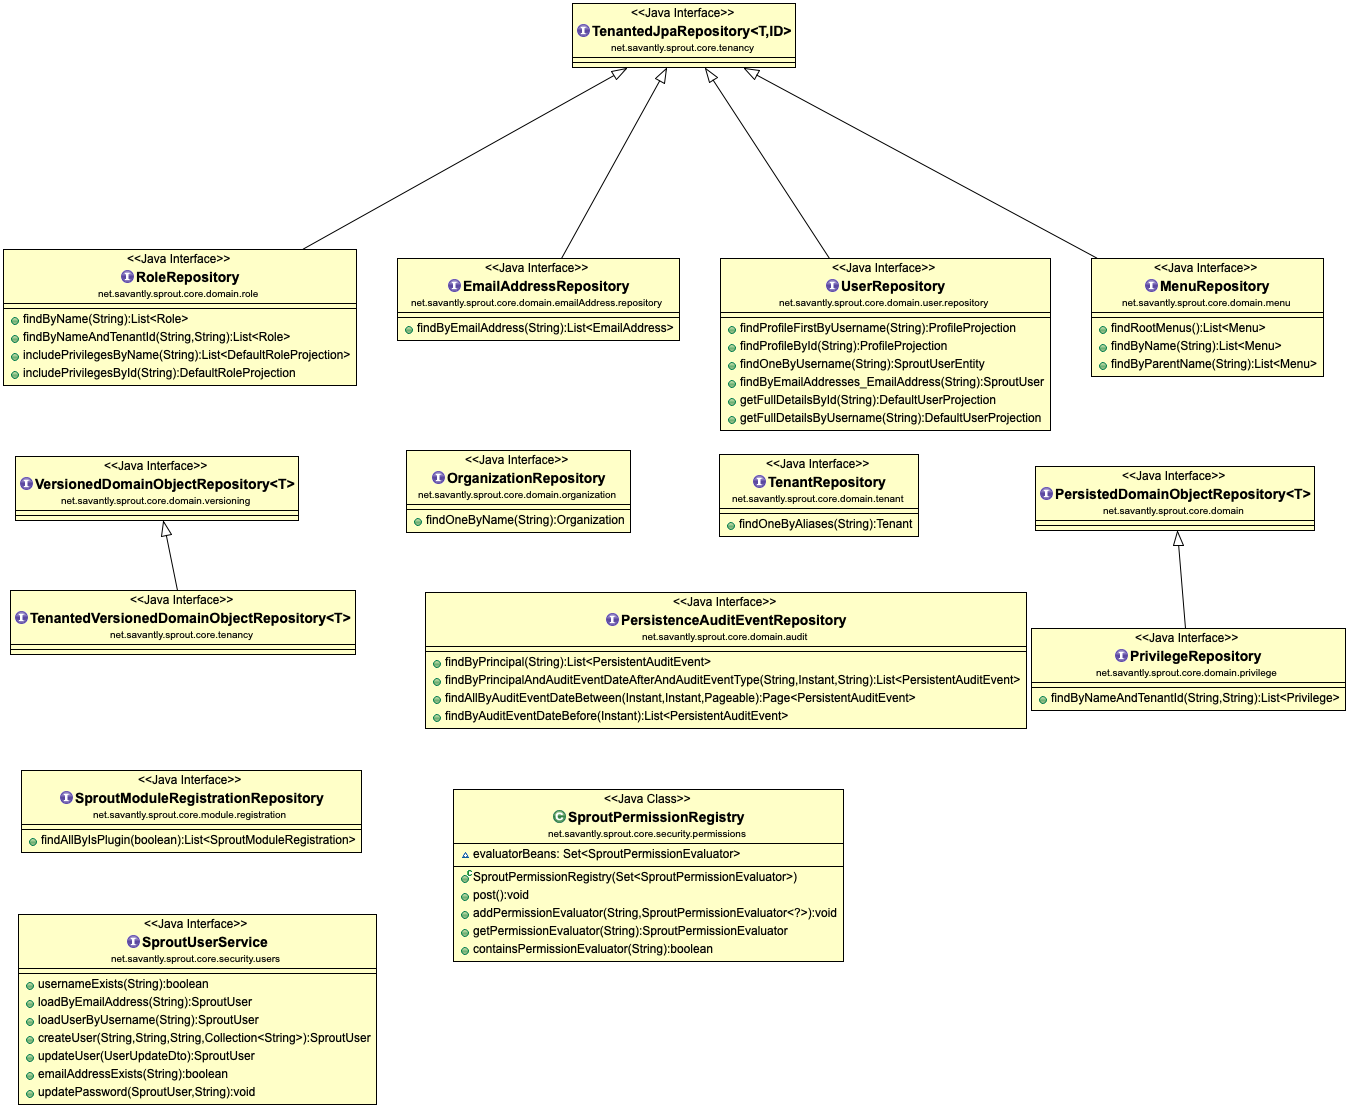 <<Java Interface>>
TenantedJpaRepository<T,ID>
net.savantly.sprout.core.tenancy
<<Java Interface>>
RoleRepository
net.savantly.sprout.core.domain.role
findByName(String):List<Role>
findByNameAndTenantId(String,String):List<Role>
includePrivilegesByName(String):List<DefaultRoleProjection>
includePrivilegesById(String):DefaultRoleProjection
<<Java Interface>>
EmailAddressRepository
net.savantly.sprout.core.domain.emailAddress.repository
findByEmailAddress(String):List<EmailAddress>
<<Java Interface>>
UserRepository
net.savantly.sprout.core.domain.user.repository
findProfileFirstByUsername(String):ProfileProjection
findProfileById(String):ProfileProjection
findOneByUsername(String):SproutUserEntity
findByEmailAddresses_EmailAddress(String):SproutUser
getFullDetailsById(String):DefaultUserProjection
getFullDetailsByUsername(String):DefaultUserProjection
<<Java Interface>>
MenuRepository
net.savantly.sprout.core.domain.menu
findRootMenus():List<Menu>
findByName(String):List<Menu>
findByParentName(String):List<Menu>
<<Java Interface>>
VersionedDomainObjectRepository<T>
net.savantly.sprout.core.domain.versioning
<<Java Interface>>
OrganizationRepository
net.savantly.sprout.core.domain.organization
findOneByName(String):Organization
<<Java Interface>>
TenantRepository
net.savantly.sprout.core.domain.tenant
findOneByAliases(String):Tenant
<<Java Interface>>
PersistedDomainObjectRepository<T>
net.savantly.sprout.core.domain
<<Java Interface>>
TenantedVersionedDomainObjectRepository<T>
net.savantly.sprout.core.tenancy
<<Java Interface>>
PersistenceAuditEventRepository
net.savantly.sprout.core.domain.audit
findByPrincipal(String):List<PersistentAuditEvent>
findByPrincipalAndAuditEventDateAfterAndAuditEventType(String,Instant,String):List<PersistentAuditEvent>
findAllByAuditEventDateBetween(Instant,Instant,Pageable):Page<PersistentAuditEvent>
findByAuditEventDateBefore(Instant):List<PersistentAuditEvent>
<<Java Interface>>
PrivilegeRepository
net.savantly.sprout.core.domain.privilege
findByNameAndTenantId(String,String):List<Privilege>
<<Java Interface>>
SproutModuleRegistrationRepository
net.savantly.sprout.core.module.registration
findAllByIsPlugin(boolean):List<SproutModuleRegistration>
<<Java Class>>
SproutPermissionRegistry
net.savantly.sprout.core.security.permissions
evaluatorBeans: Set<SproutPermissionEvaluator>
SproutPermissionRegistry(Set<SproutPermissionEvaluator>)
post():void
addPermissionEvaluator(String,SproutPermissionEvaluator<?>):void
getPermissionEvaluator(String):SproutPermissionEvaluator
containsPermissionEvaluator(String):boolean
<<Java Interface>>
SproutUserService
net.savantly.sprout.core.security.users
usernameExists(String):boolean
loadByEmailAddress(String):SproutUser
loadUserByUsername(String):SproutUser
createUser(String,String,String,Collection<String>):SproutUser
updateUser(UserUpdateDto):SproutUser
emailAddressExists(String):boolean
updatePassword(SproutUser,String):void